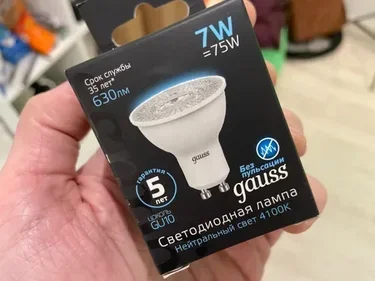 7W
=75W
Срок службы
35 лет*
630лм
gauss
гарантия
5
лет
цоколь
GU10
Без
пульсации
gauss
Светодиодная лампа
Нейтральный свет 4100K